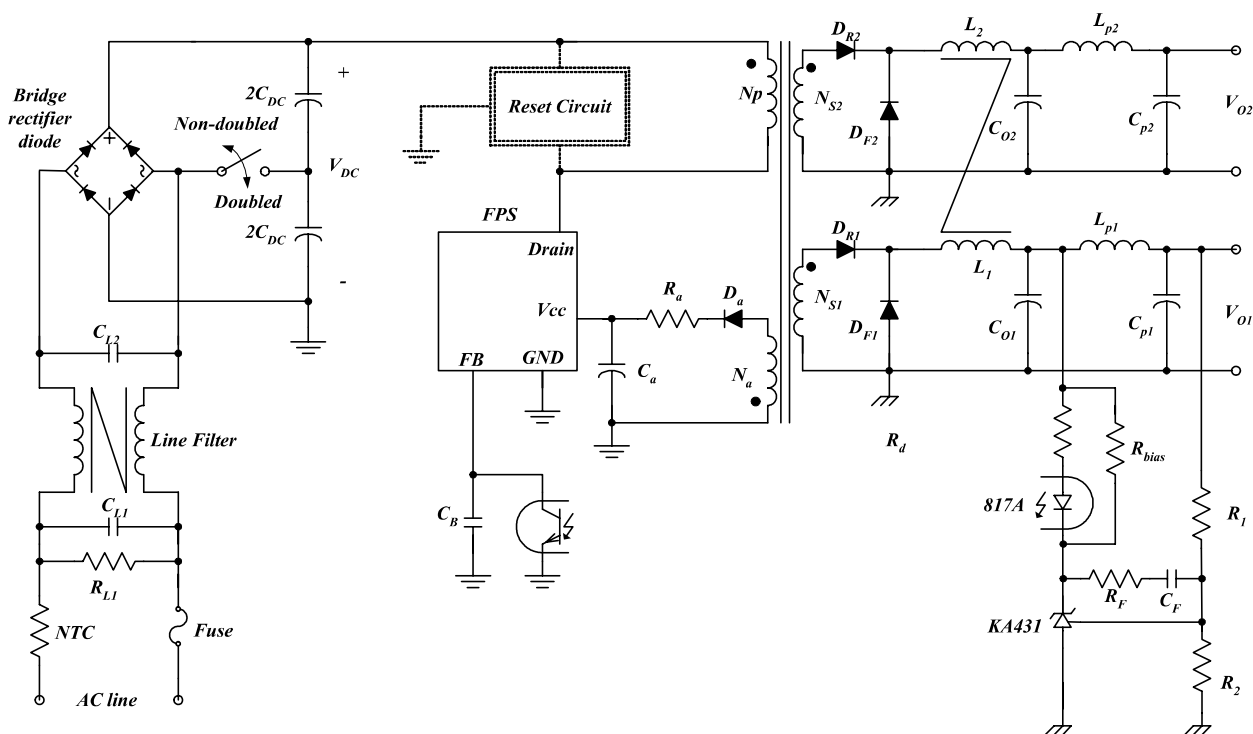 Bridge
rectifier
diode
+
-
Non-doubled
Doubled
2C_DC
+
V_DC
2C_DC
-
C_L2
Line Filter
C_L1
R_L1
NTC
Fuse
AC line
Reset Circuit
FPS
Drain
Vcc
FB
GND
R_a
D_a
C_a
N_a
C_B
Np
N_S2
D_R2
D_F2
L_2
C_O2
L_p2
C_p2
V_O2
N_S1
D_R1
D_F1
L_1
C_O1
L_p1
C_p1
V_O1
R_d
R_bias
817A
R_1
R_F
C_F
KA431
R_2